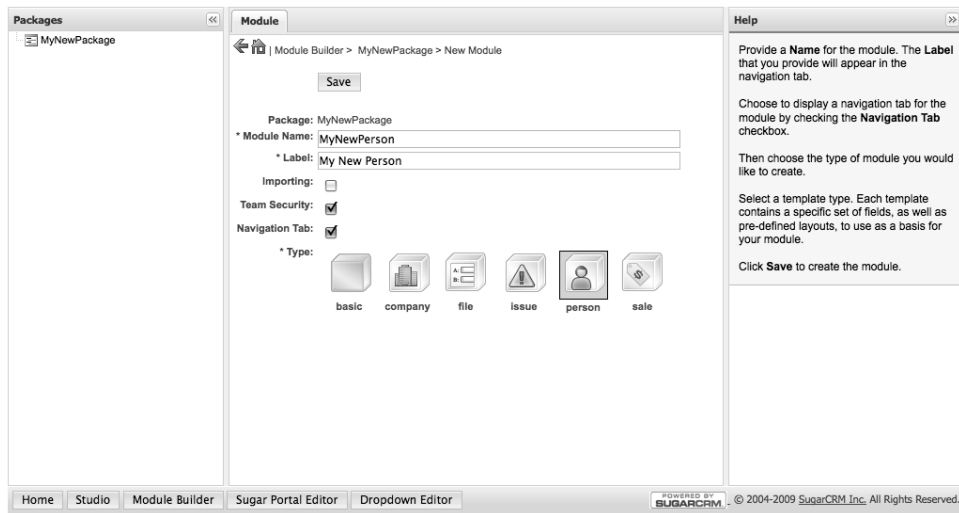 Packages
MyNewPackage
Module
| Module Builder > MyNewPackage > New Module
Save
Package: MyNewPackage
* Module Name: MyNewPerson
* Label: My New Person
Importing:
Team Security:
Navigation Tab:
* Type:
A:
B:
$
basic company file issue person sale
Help
Provide a Name for the module. The Label
that you provide will appear in the
navigation tab.
Choose to display a navigation tab for the
module by checking the Navigation Tab
checkbox.
Then choose the type of module you would
like to create.
Select a template type. Each template
contains a specific set of fields, as well as
pre-defined layouts, to use as a basis for
your module.
Click Save to create the module.
Home Studio Module Builder Sugar Portal Editor Dropdown Editor
POWERED BY
SUGARCRM
© 2004-2009 SugarCRM Inc. All Rights Reserved.